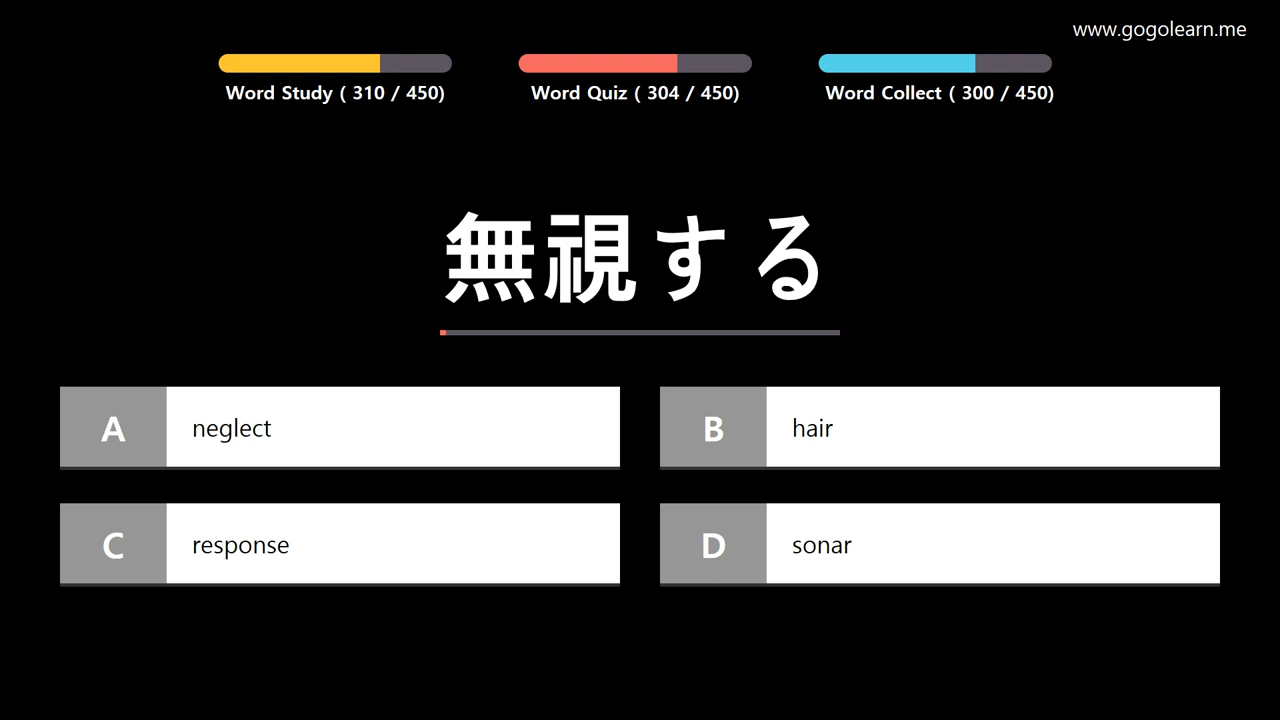 www.gogolearn.me
Word Study ( 310 / 450)
Word Quiz ( 304 / 450)
Word Collect ( 300 / 450)
無視する
A neglect
B hair
C response
D sonar